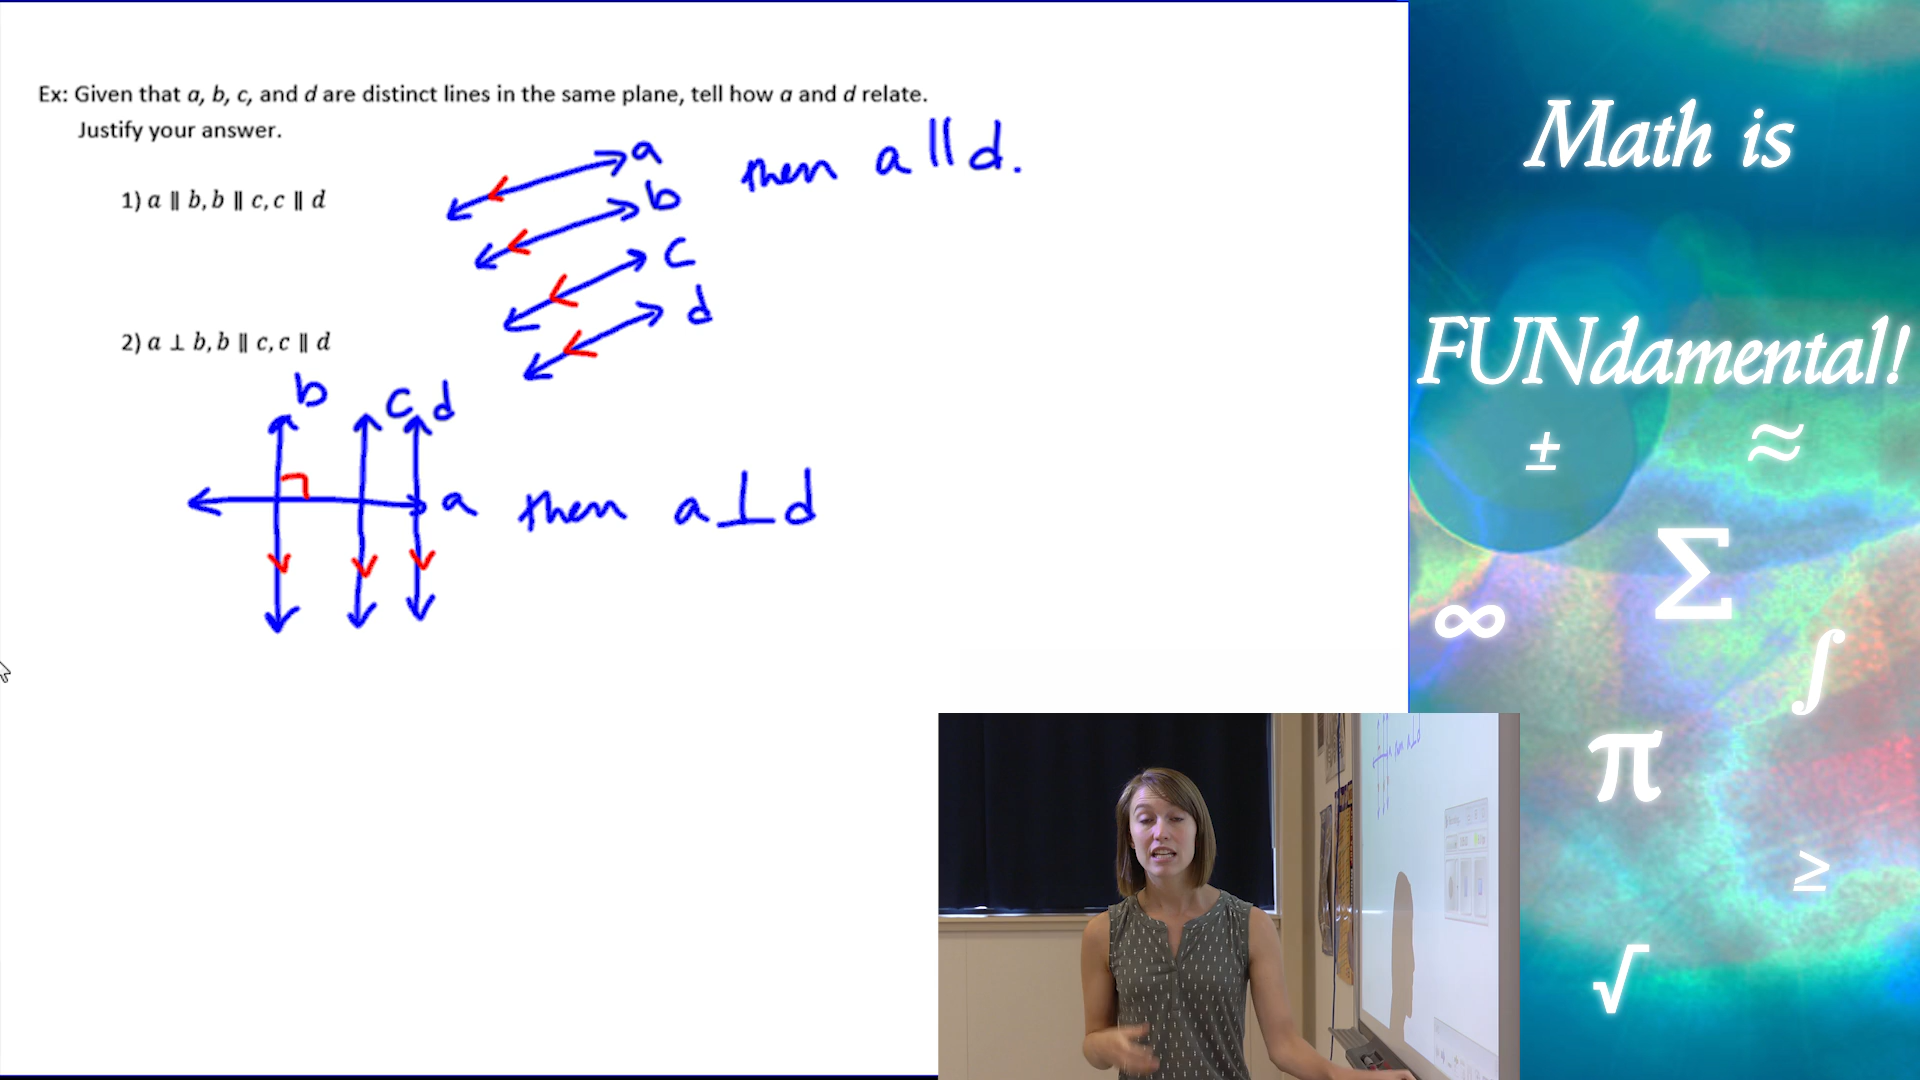 Ex: Given that a, b, c, and d are distinct lines in the same plane, tell how a and d relate.
Justify your answer.
1) a ∥ b, b ∥ c, c ∥ d
a
b
c
d
then a ∥ d.
2) a ⊥ b, b ∥ c, c ∥ d
b c d
a then a ⊥ d
Math is
FUNdamental!
± ≈
Σ
∞
∫
π
≥
√